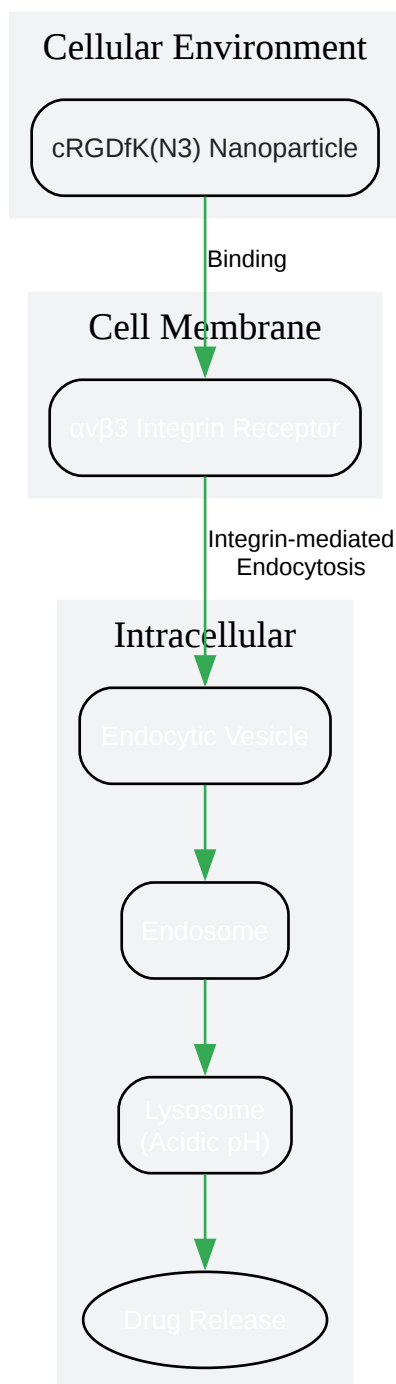 Cellular Environment
cRGDfK(N3) Nanoparticle
Binding
Cell Membrane
αvβ3 Integrin Receptor
Integrin-mediated
Endocytosis
Intracellular
Endocytic Vesicle
Endosome
Lysosome
(Acidic pH)
Drug Release